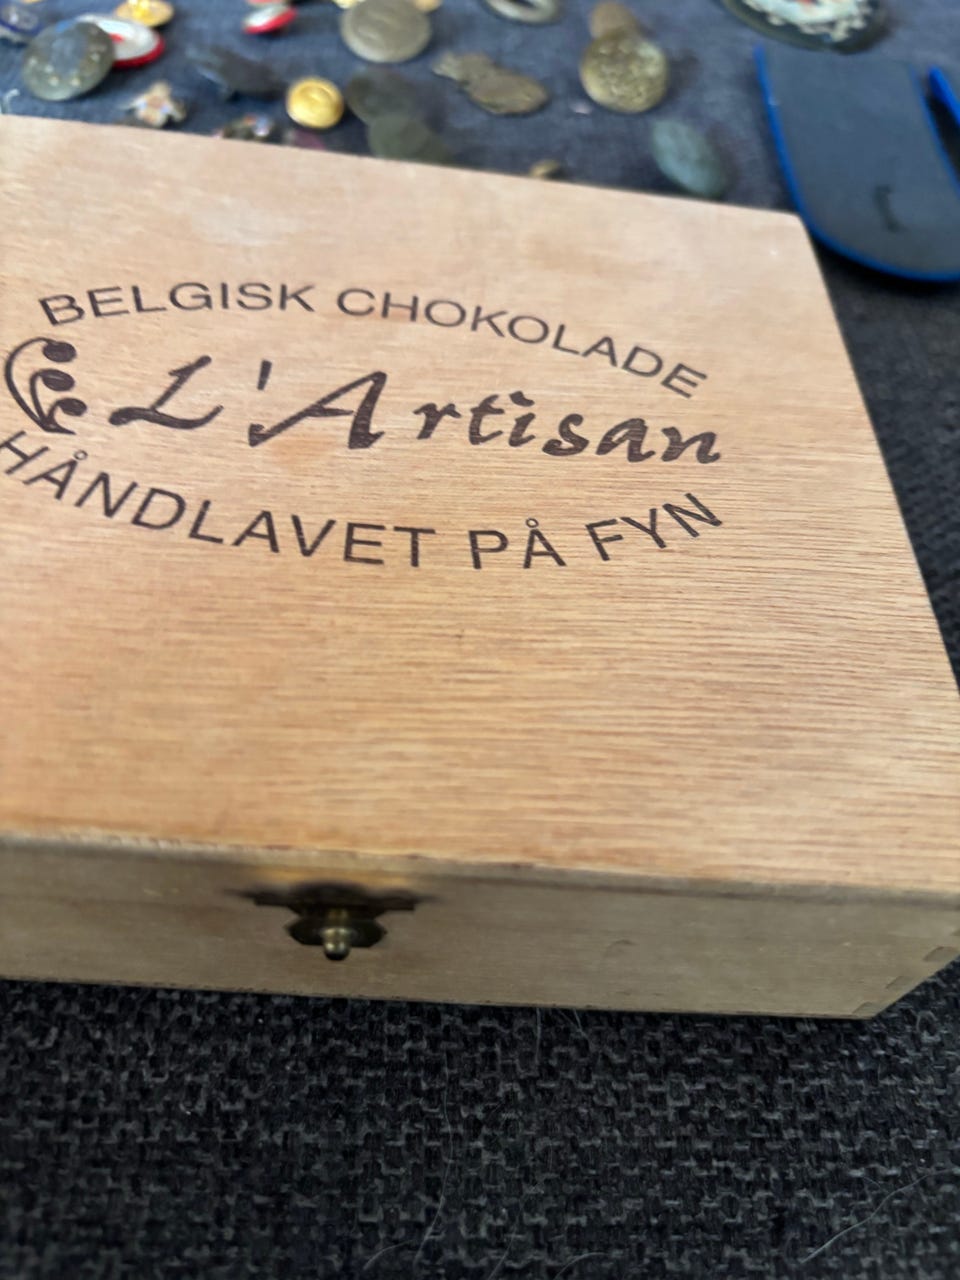 BELGISK CHOKOLADE
L'Artisan
HÅNDLAVET PÅ FYN